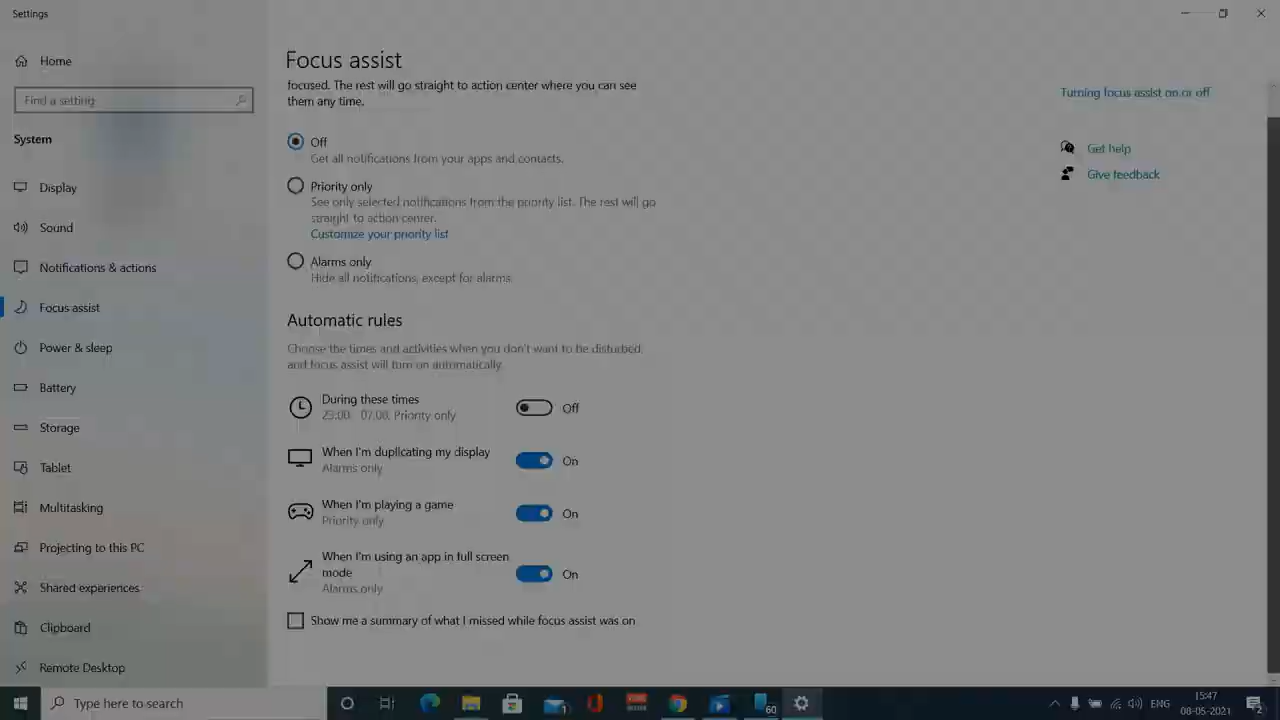 Settings
Home
Find a setting
System
Display
Sound
Notifications & actions
Focus assist
Power & sleep
Battery
Storage
Tablet
Multitasking
Projecting to this PC
Shared experiences
Clipboard
Remote Desktop
Focus assist
focused. The rest will go straight to action center where you can see
them any time.
Off
Get all notifications from your apps and contacts.
Priority only
See only selected notifications from the priority list. The rest will go
straight to action center.
Customize your priority list
Alarms only
Hide all notifications, except for alarms.
Automatic rules
Choose the times and activities when you don't want to be disturbed,
and focus assist will turn on automatically.
During these times
23:00 - 07:00, Priority only
Off
When I'm duplicating my display
Alarms only
On
When I'm playing a game
Priority only
On
When I'm using an app in full screen
mode
Alarms only
On
Show me a summary of what I missed while focus assist was on
Turning focus assist on or off
Get help
Give feedback
Type here to search
1
60
ENG
15:47
08-05-2021
2